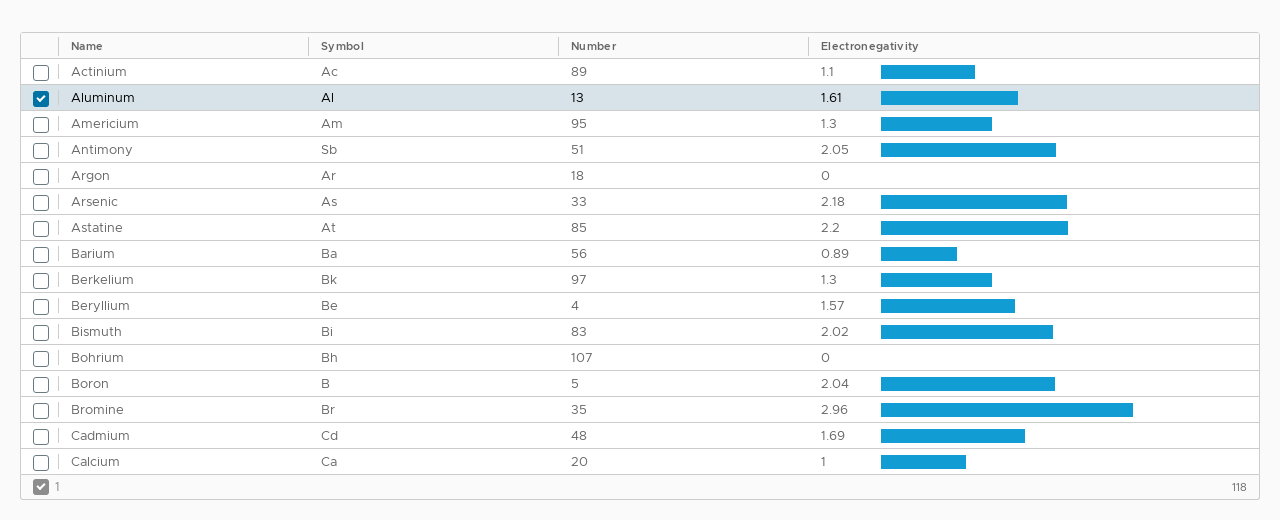 Name Symbol Number Electronegativity
Actinium Ac 89 1.1
Aluminum Al 13 1.61
Americium Am 95 1.3
Antimony Sb 51 2.05
Argon Ar 18 0
Arsenic As 33 2.18
Astatine At 85 2.2
Barium Ba 56 0.89
Berkelium Bk 97 1.3
Beryllium Be 4 1.57
Bismuth Bi 83 2.02
Bohrium Bh 107 0
Boron B 5 2.04
Bromine Br 35 2.96
Cadmium Cd 48 1.69
Calcium Ca 20 1
1 118